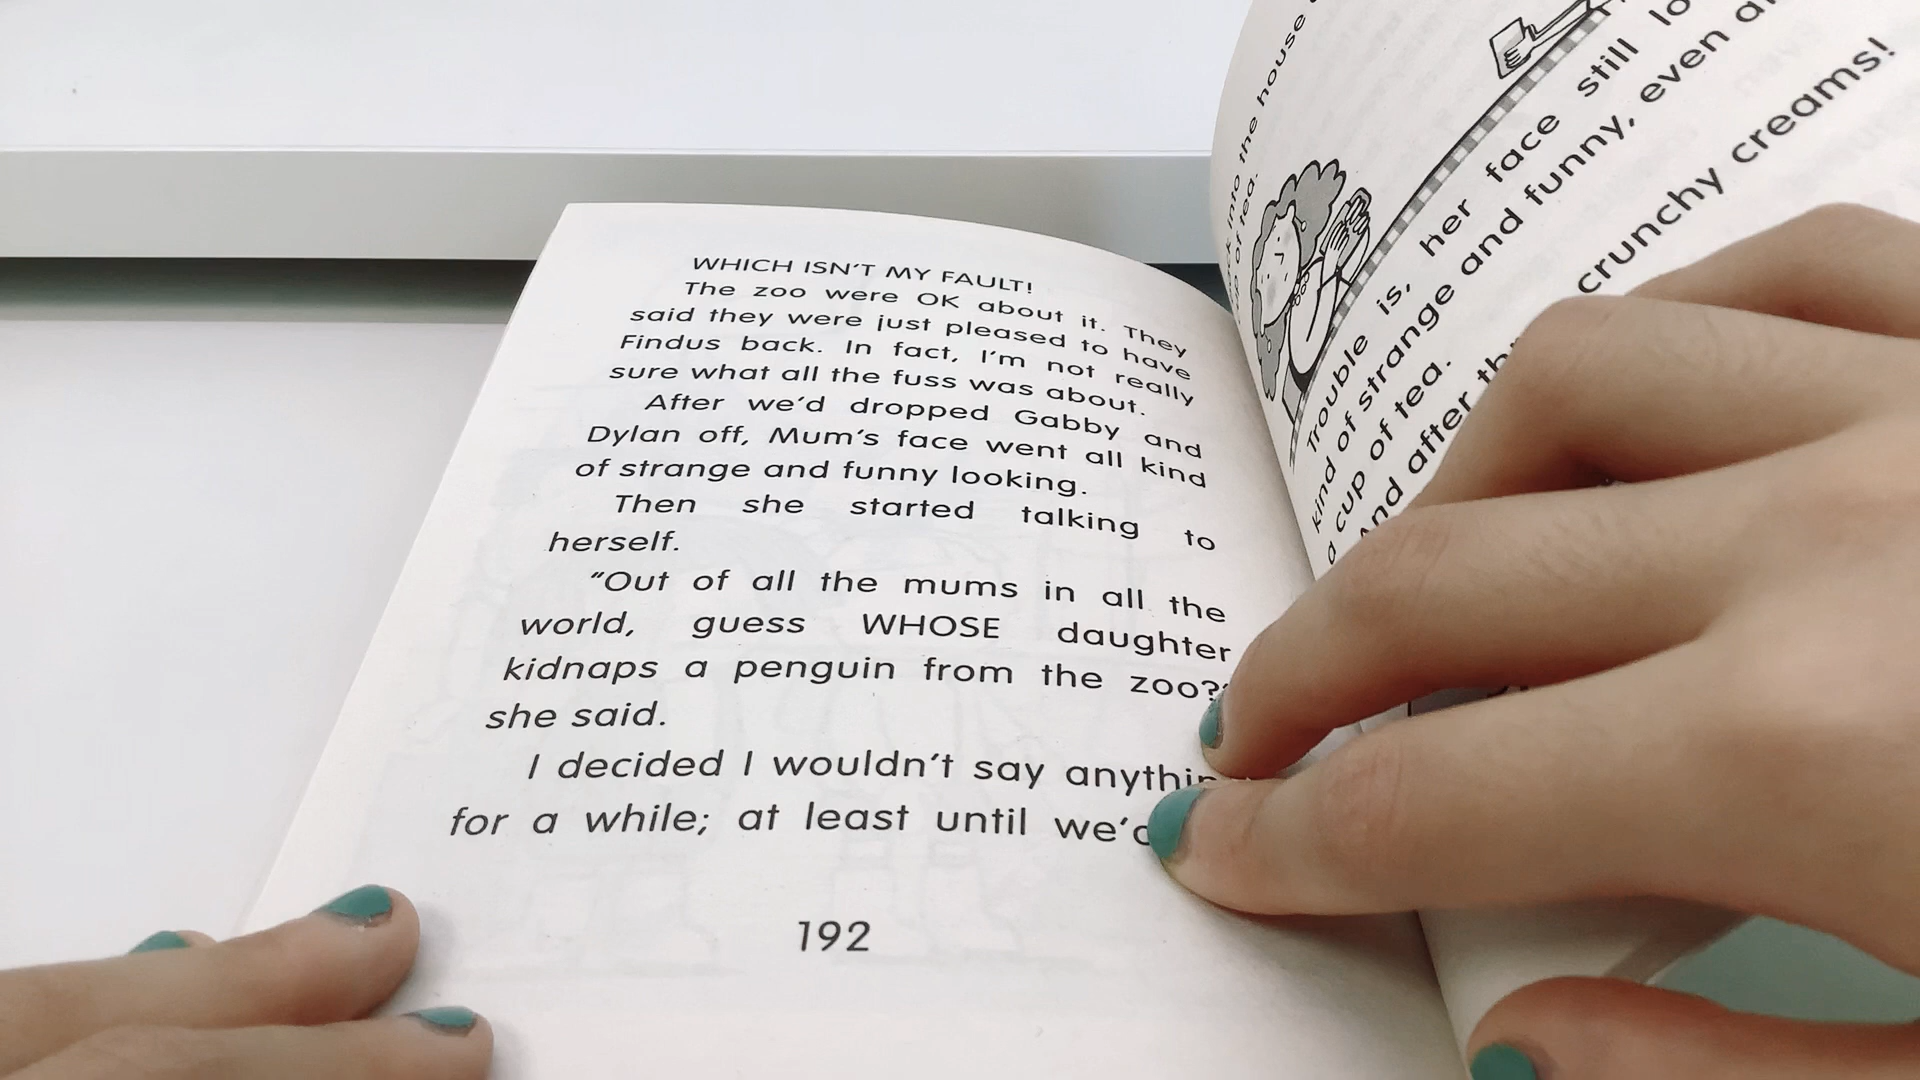 WHICH ISN'T MY FAULT!
The zoo were OK about it. They
said they were just pleased to have
Findus back. In fact, I'm not really
sure what all the fuss was about.
After we'd dropped Gabby and
Dylan off, Mum's face went all kind
of strange and funny looking.
Then she started talking to
herself.
"Out of all the mums in all the
world, guess WHOSE daughter
kidnaps a penguin from the zoo?"
she said.
I decided I wouldn't say
for a while; at least until
192
into the house
of tea.
Trouble is, her face still
kind of strange and funny, even
a cup of tea.
And after
crunchy creams!